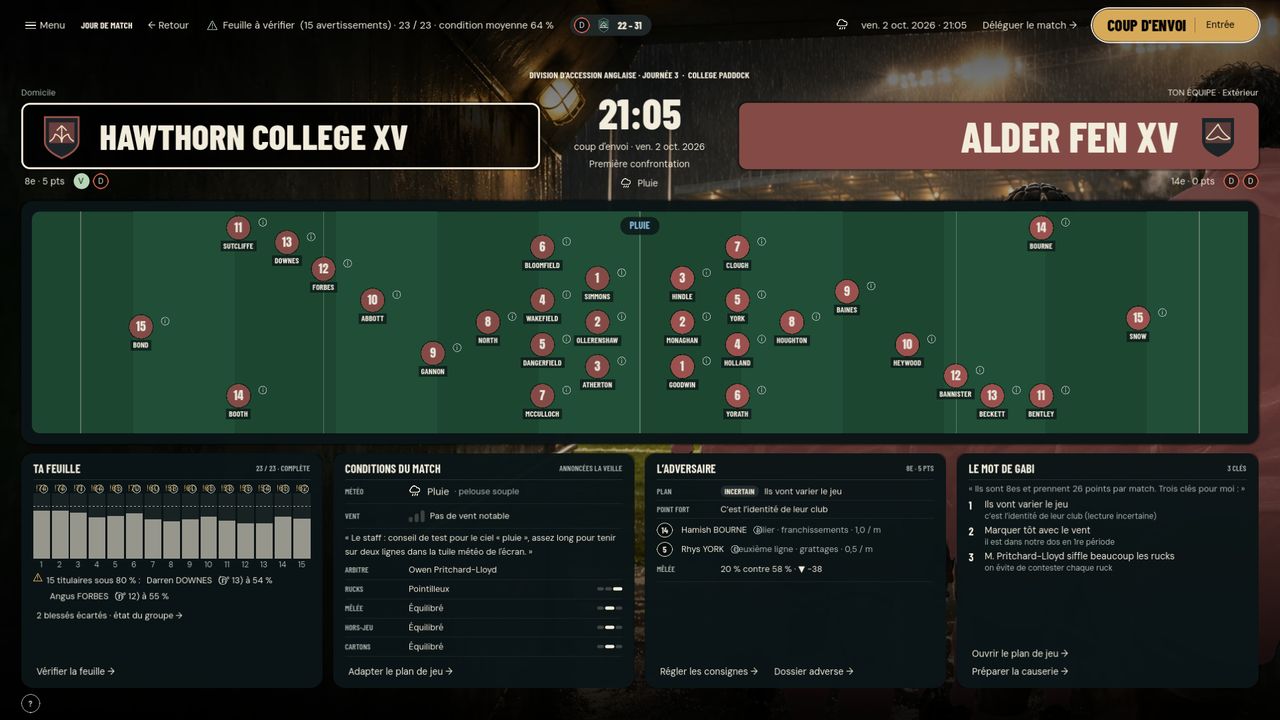 Menu
JOUR DE MATCH
← Retour
Feuille à vérifier (15 avertissements) · 23 / 23 · condition moyenne 64 %
D
22 – 31
ven. 2 oct. 2026 · 21:05
Déléguer le match →
COUP D'ENVOI
Entrée
DIVISION D'ACCESSION ANGLAISE · JOURNÉE 3 · COLLEGE PADDOCK
Domicile
TON ÉQUIPE · Extérieur
HAWTHORN COLLEGE XV
21:05
ALDER FEN XV
coup d'envoi · ven. 2 oct. 2026
Première confrontation
8e · 5 pts
V
D
Pluie
14e · 0 pts
D
D
PLUIE
11
SUTCLIFFE
13
DOWNES
12
FORBES
10
ABBOTT
15
BOND
9
GANNON
14
BOOTH
8
NORTH
6
BLOOMFIELD
4
WAKEFIELD
5
DANGERFIELD
7
MCCULLOCH
1
SIMMONS
2
OLLERENSHAW
3
ATHERTON
3
HINDLE
2
MONAGHAN
1
GOODWIN
7
CLOUGH
5
YORK
4
HOLLAND
6
YORATH
8
HOUGHTON
9
BAINES
10
HEYWOOD
12
BANNISTER
13
BECKETT
11
BENTLEY
14
BOURNE
15
SNOW
TA FEUILLE
23 / 23 · COMPLÈTE
1 2 3 4 5 6 7 8 9 10 11 12 13 14 15
15 titulaires sous 80 % : Darren DOWNES 13) à 54 %
Angus FORBES 12) à 55 %
2 blessés écartés · état du groupe →
Vérifier la feuille →
CONDITIONS DU MATCH
ANNONCÉES LA VEILLE
MÉTÉO
Pluie · pelouse souple
VENT
Pas de vent notable
« Le staff : conseil de test pour le ciel « pluie », assez long pour
tenir sur deux lignes dans la tuile météo de l'écran. »
ARBITRE
Owen Pritchard-Lloyd
RUCKS
Pointilleux
MÊLÉE
Équilibré
HORS-JEU
Équilibré
CARTONS
Équilibré
Adapter le plan de jeu →
L'ADVERSAIRE
8E · 5 PTS
PLAN
INCERTAIN
Ils vont varier le jeu
POINT FORT
C'est l'identité de leur club
14
Hamish BOURNE
ilier · franchissements · 1,0 / m
5
Rhys YORK
euxième ligne · grattages · 0,5 / m
MÊLÉE
20 % contre 58 % · ▼ −38
Régler les consignes →
Dossier adverse →
LE MOT DE GABI
3 CLÉS
« Ils sont 8es et prennent 26 points par match. Trois clés pour moi : »
1
Ils vont varier le jeu
c'est l'identité de leur club (lecture incertaine)
2
Marquer tôt avec le vent
il est dans notre dos en 1re période
3
M. Pritchard-Lloyd siffle beaucoup les rucks
on évite de contester chaque ruck
Ouvrir le plan de jeu →
Préparer la causerie →
?